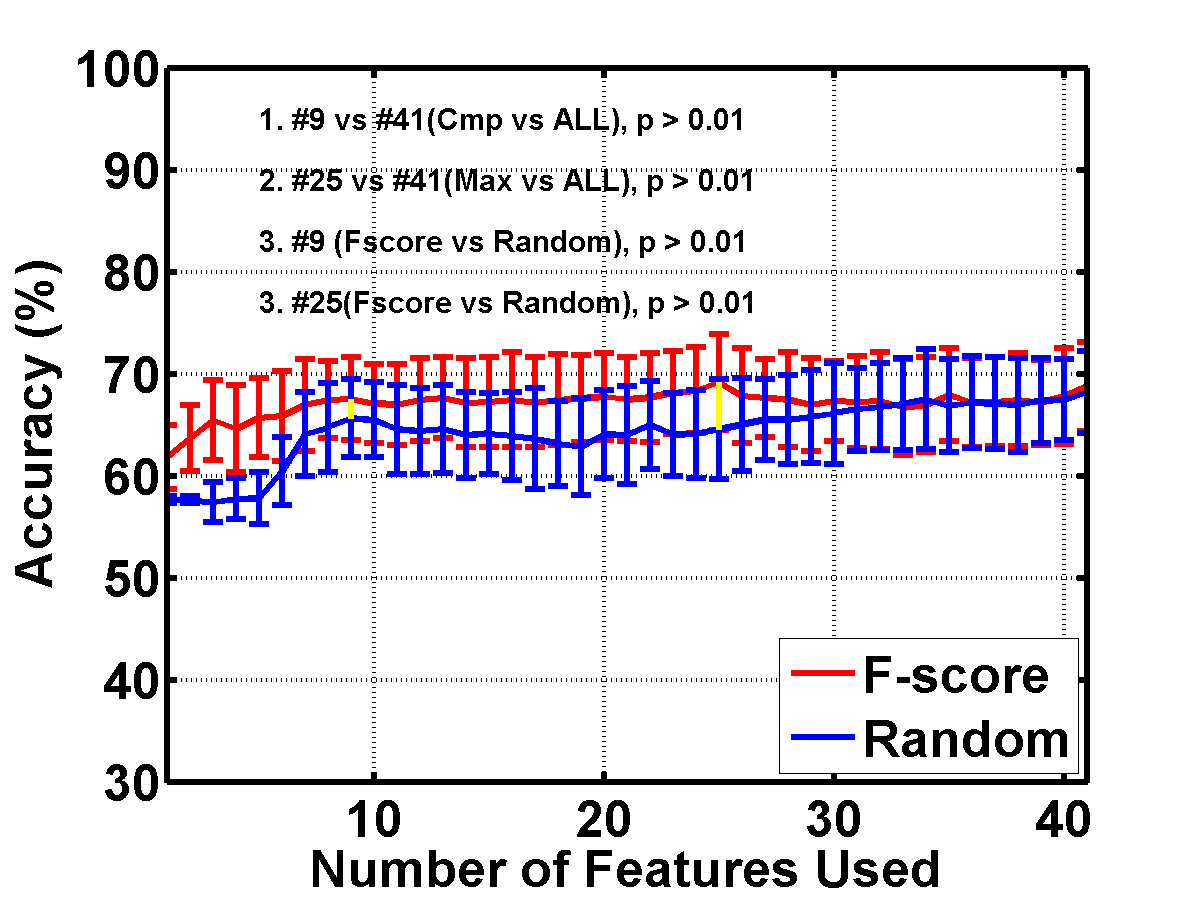 100
1. #9 vs #41(Cmp vs ALL), p > 0.01
90
2. #25 vs #41(Max vs ALL), p > 0.01
3. #9 (Fscore vs Random), p > 0.01
80
3. #25(Fscore vs Random), p > 0.01
70
60
50
40
30
Accuracy (%)
F-score
Random
10 20 30 40
Number of Features Used